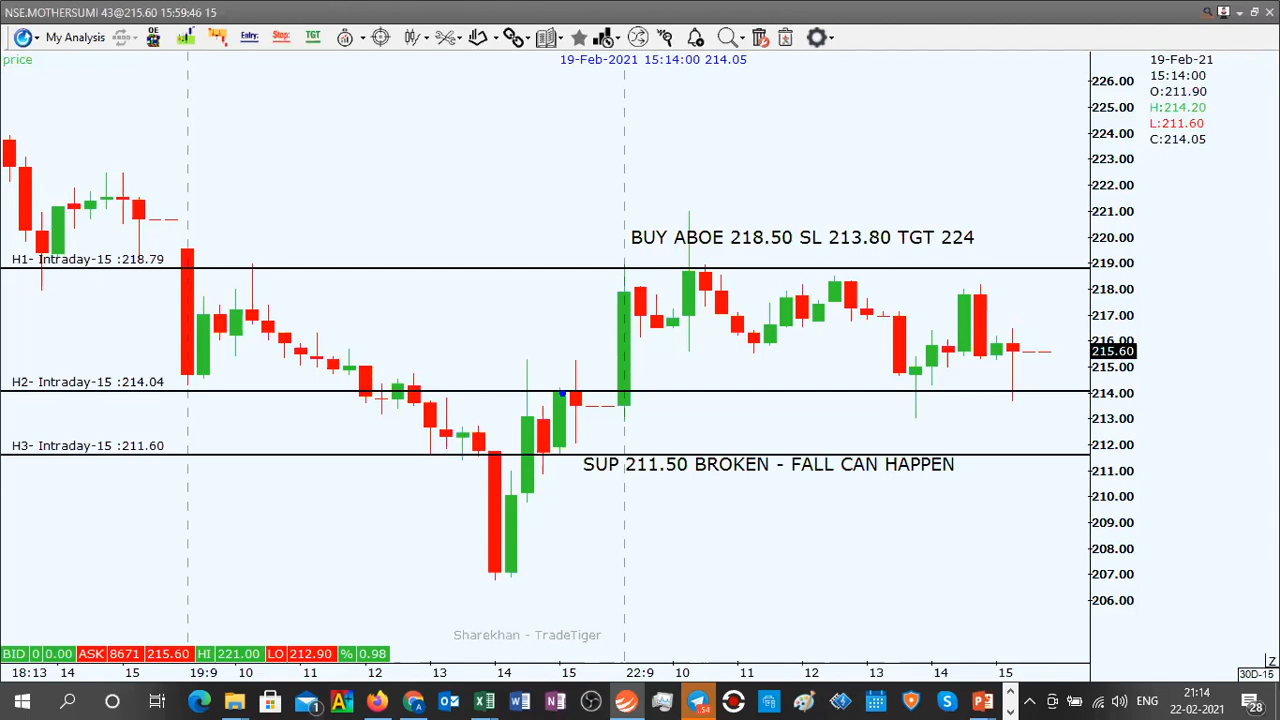 NSE.MOTHERSUMI 43@215.60 15:59:46 15
My Analysis
OE
Entry:
Stop:
TGT
price
19-Feb-2021 15:14:00 214.05
19-Feb-21
15:14:00
O:211.90
H:214.20
L:211.60
C:214.05
226.00
225.00
224.00
223.00
222.00
221.00
220.00
219.00
218.00
217.00
216.00
215.60
215.00
214.00
213.00
212.00
211.00
210.00
209.00
208.00
207.00
206.00
BUY ABOE 218.50 SL 213.80 TGT 224
H1- Intraday-15 :218.79
H2- Intraday-15 :214.04
H3- Intraday-15 :211.60
SUP 211.50 BROKEN - FALL CAN HAPPEN
Sharekhan - TradeTiger
BID 0 0.00 ASK 8671 215.60 HI 221.00 LO 212.90 % 0.98
18:13 14 15 19:9 10 11 12 13 14 15 22:9 10 11 12 13 14 15
Z
30D-15
ENG
21:14
22-02-2021
28